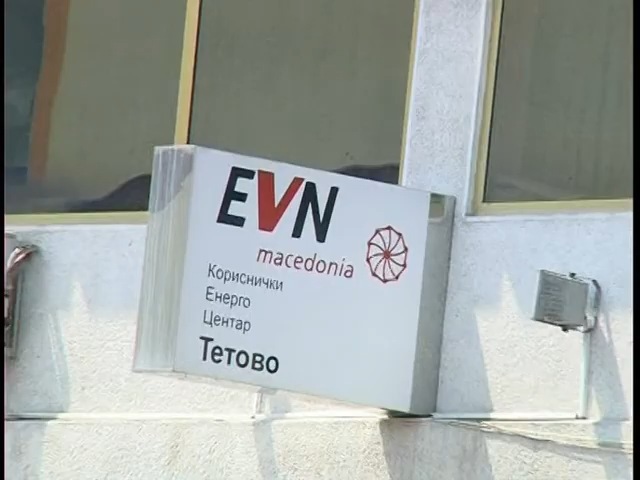 EVN
macedonia
Кориснички
Енерго
Центар
Тетово